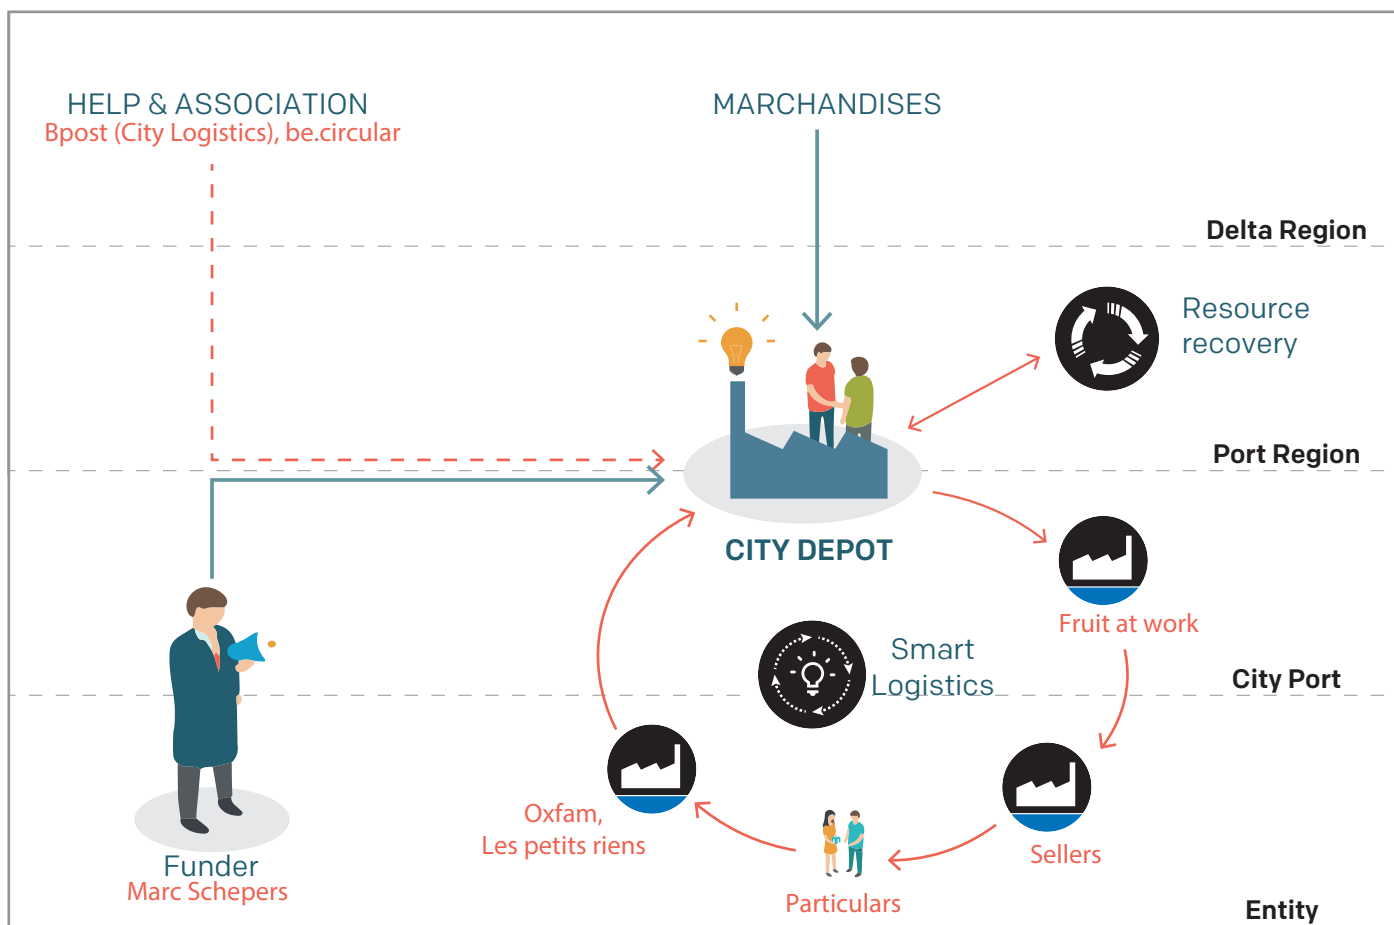 HELP & ASSOCIATION
Bpost (City Logistics), be.circular
MARCHANDISES
Delta Region
Resource
recovery
Port Region
CITY DEPOT
Fruit at work
Smart
Logistics
City Port
Oxfam,
Les petits riens
Sellers
Funder
Marc Schepers
Particulars
Entity